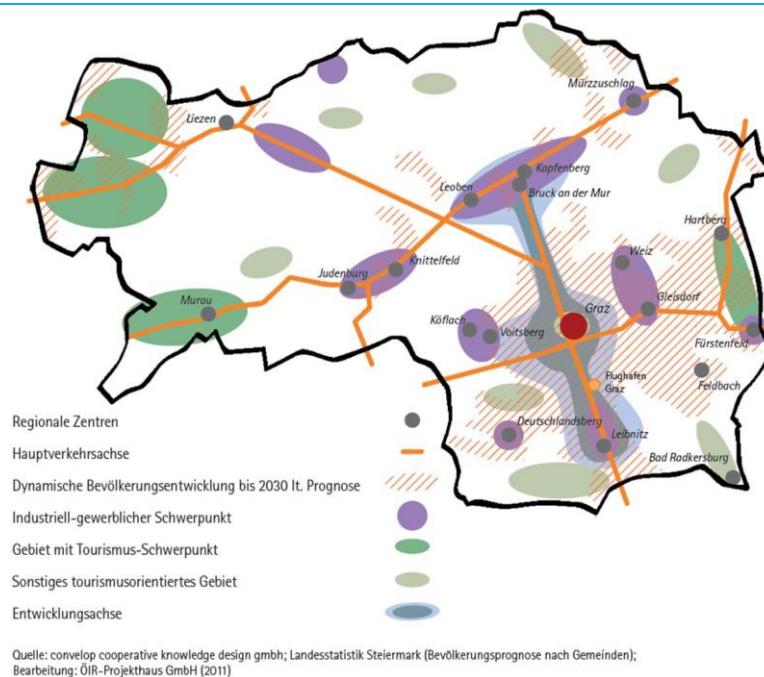 Mürzzuschlag
Liezen
Kapfenberg
Leoben
Bruck an der Mur
Hartberg
Weiz
Knittelfeld
Judenburg
Murau
Gleisdorf
Graz
Köflach
Voitsberg
Fürstenfeld
Flughafen
Graz
Feldbach
Deutschlandsberg
Leibnitz
Bad Radkersburg
Regionale Zentren
Hauptverkehrsachse
Dynamische Bevölkerungsentwicklung bis 2030 lt. Prognose
Industriell-gewerblicher Schwerpunkt
Gebiet mit Tourismus-Schwerpunkt
Sonstiges tourismusorientiertes Gebiet
Entwicklungsachse
Quelle: convelop cooperative knowledge design gmbh; Landesstatistik Steiermark (Bevölkerungsprognose nach Gemeinden);
Bearbeitung: ÖIR-Projekthaus GmbH (2011)